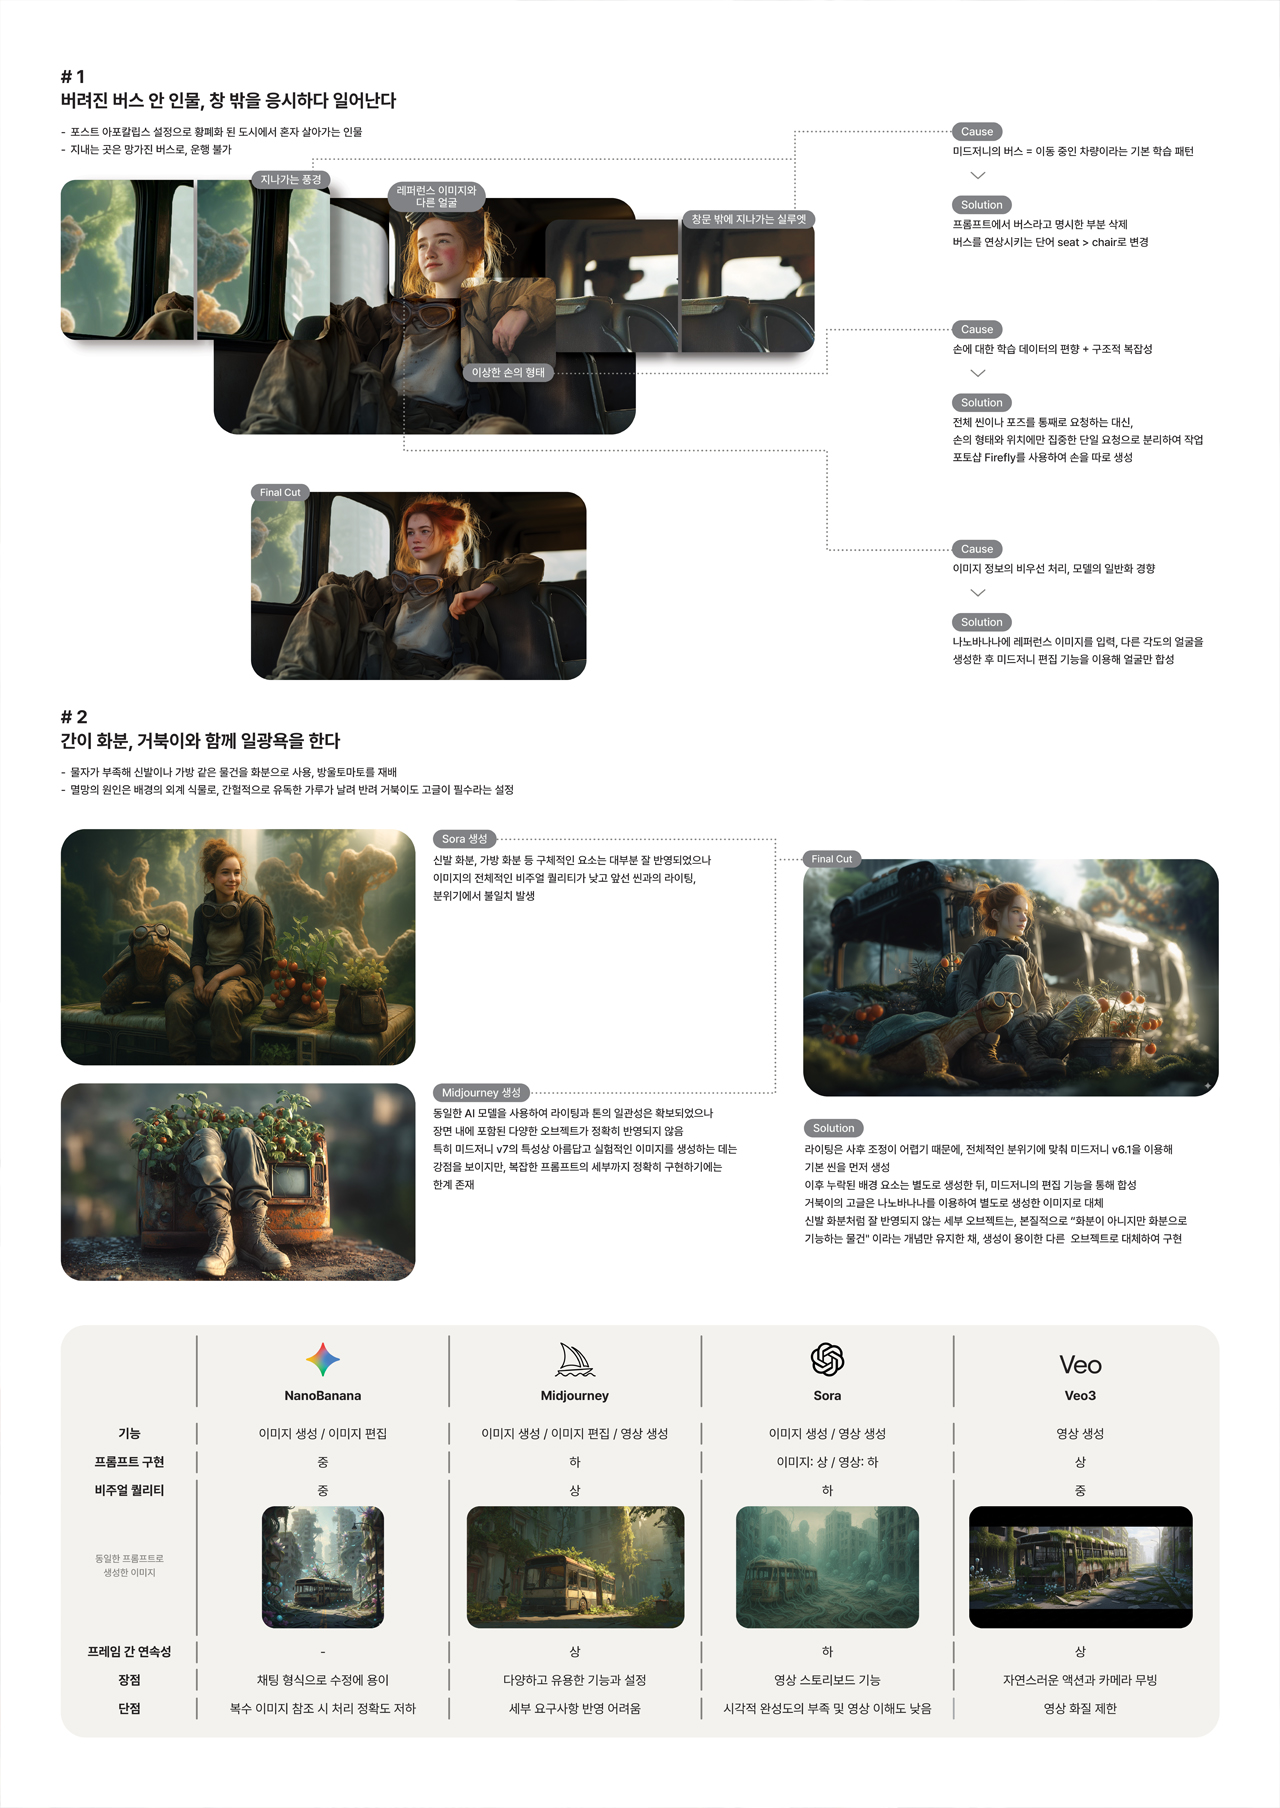 # 1
버려진 버스 안 인물, 창 밖을 응시하다 일어난다
- 포스트 아포칼립스 설정으로 황폐화 된 도시에서 혼자 살아가는 인물
- 지내는 곳은 망가진 버스로, 운행 불가
지나가는 풍경
레퍼런스 이미지와
다른 얼굴
창문 밖에 지나가는 실루엣
이상한 손의 형태
Final Cut
Cause
미드저니의 버스 = 이동 중인 차량이라는 기본 학습 패턴
Solution
프롬프트에서 버스라고 명시한 부분 삭제
버스를 연상시키는 단어 seat > chair로 변경
Cause
손에 대한 학습 데이터의 편향 + 구조적 복잡성
Solution
전체 씬이나 포즈를 통째로 요청하는 대신,
손의 형태와 위치에만 집중한 단일 요청으로 분리하여 작업
포토샵 Firefly를 사용하여 손을 따로 생성
Cause
이미지 정보의 비우선 처리, 모델의 일반화 경향
Solution
나노바나나에 레퍼런스 이미지를 입력, 다른 각도의 얼굴을
생성한 후 미드저니 편집 기능을 이용해 얼굴만 합성
# 2
간이 화분, 거북이와 함께 일광욕을 한다
- 물자가 부족해 신발이나 가방 같은 물건을 화분으로 사용, 방울토마토를 재배
- 멸망의 원인은 배경의 외계 식물로, 간헐적으로 유독한 가루가 날려 반려 거북이도 고글이 필수라는 설정
Sora 생성
신발 화분, 가방 화분 등 구체적인 요소는 대부분 잘 반영되었으나
이미지의 전체적인 비주얼 퀄리티가 낮고 앞선 씬과의 라이팅,
분위기에서 불일치 발생
Midjourney 생성
동일한 AI 모델을 사용하여 라이팅과 톤의 일관성은 확보되었으나
장면 내에 포함된 다양한 오브젝트가 정확히 반영되지 않음
특히 미드저니 v7의 특성상 아름답고 실험적인 이미지를 생성하는 데는
강점을 보이지만, 복잡한 프롬프트의 세부까지 정확히 구현하기에는
한계 존재
Final Cut
Solution
라이팅은 사후 조정이 어렵기 때문에, 전체적인 분위기에 맞춰 미드저니 v6.1을 이용해
기본 씬을 먼저 생성
이후 누락된 배경 요소는 별도로 생성한 뒤, 미드저니의 편집 기능을 통해 합성
거북이의 고글은 나노바나나를 이용하여 별도로 생성한 이미지로 대체
신발 화분처럼 잘 반영되지 않는 세부 오브젝트는, 본질적으로 “화분이 아니지만 화분으로
기능하는 물건" 이라는 개념만 유지한 채, 생성이 용이한 다른 오브젝트로 대체하여 구현
Veo
NanoBanana Midjourney Sora Veo3
기능 이미지 생성 / 이미지 편집 이미지 생성 / 이미지 편집 / 영상 생성 이미지 생성 / 영상 생성 영상 생성
프롬프트 구현 중 하 이미지: 상 / 영상: 하 상
비주얼 퀄리티 중 상 하 중
동일한 프롬프트로
생성한 이미지
프레임 간 연속성 - 상 하 상
장점 채팅 형식으로 수정에 용이 다양하고 유용한 기능과 설정 영상 스토리보드 기능 자연스러운 액션과 카메라 무빙
단점 복수 이미지 참조 시 처리 정확도 저하 세부 요구사항 반영 어려움 시각적 완성도의 부족 및 영상 이해도 낮음 영상 화질 제한